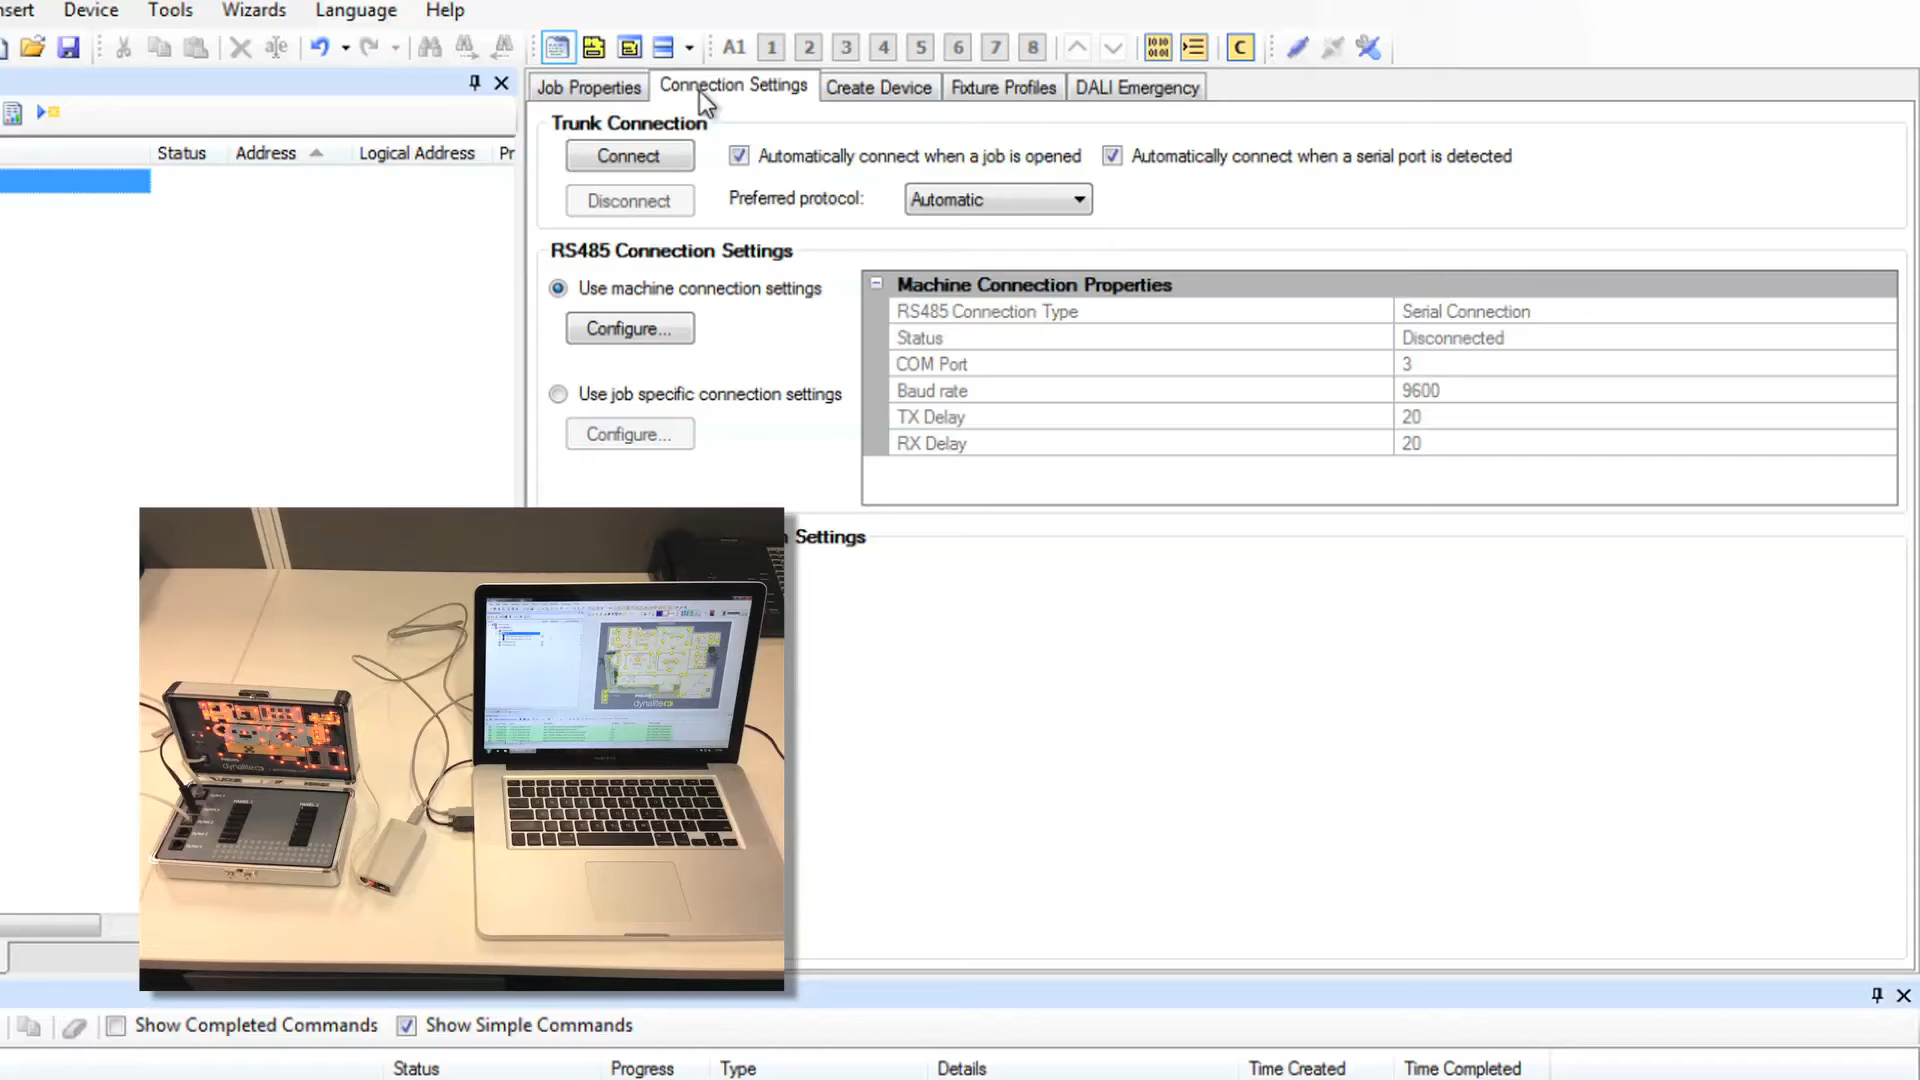 nsert Device Tools Wizards Language Help
A1 1 2 3 4 5 6 7 8 C
Job Properties Connection Settings Create Device Fixture Profiles DALI Emergency
Status Address Logical Address Pr
Trunk Connection
Connect Automatically connect when a job is opened Automatically connect when a serial port is detected
Disconnect Preferred protocol: Automatic
RS485 Connection Settings
Use machine connection settings
Configure...
Use job specific connection settings
Configure...
Machine Connection Properties
RS485 Connection Type Serial Connection
Status Disconnected
COM Port 3
Baud rate 9600
TX Delay 20
RX Delay 20
Settings
dynalite
dynalite
PANEL 1
Show Completed Commands Show Simple Commands
Status Progress Type Details Time Created Time Completed